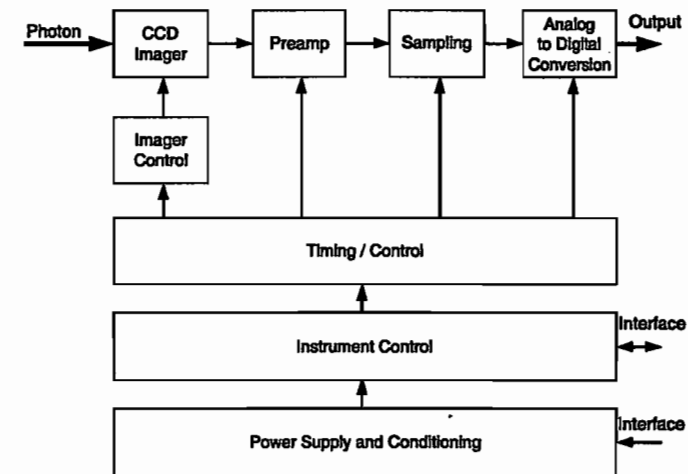 Photon
CCD
Imager
Preamp
Sampling
Analog
to Digital
Conversion
Output
Imager
Control
Timing / Control
Instrument Control
Interface
Power Supply and Conditioning
Interface